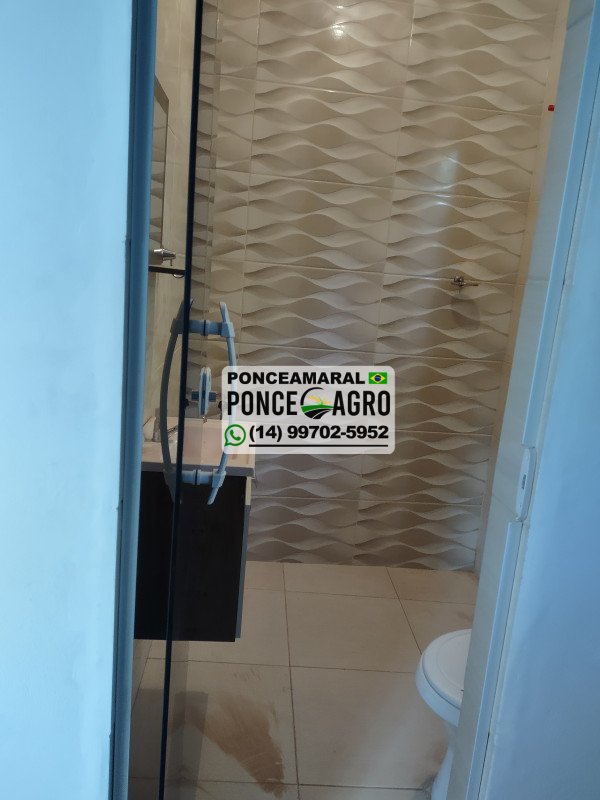 PONCEAMARAL
PONCE AGRO
(14) 99702-5952